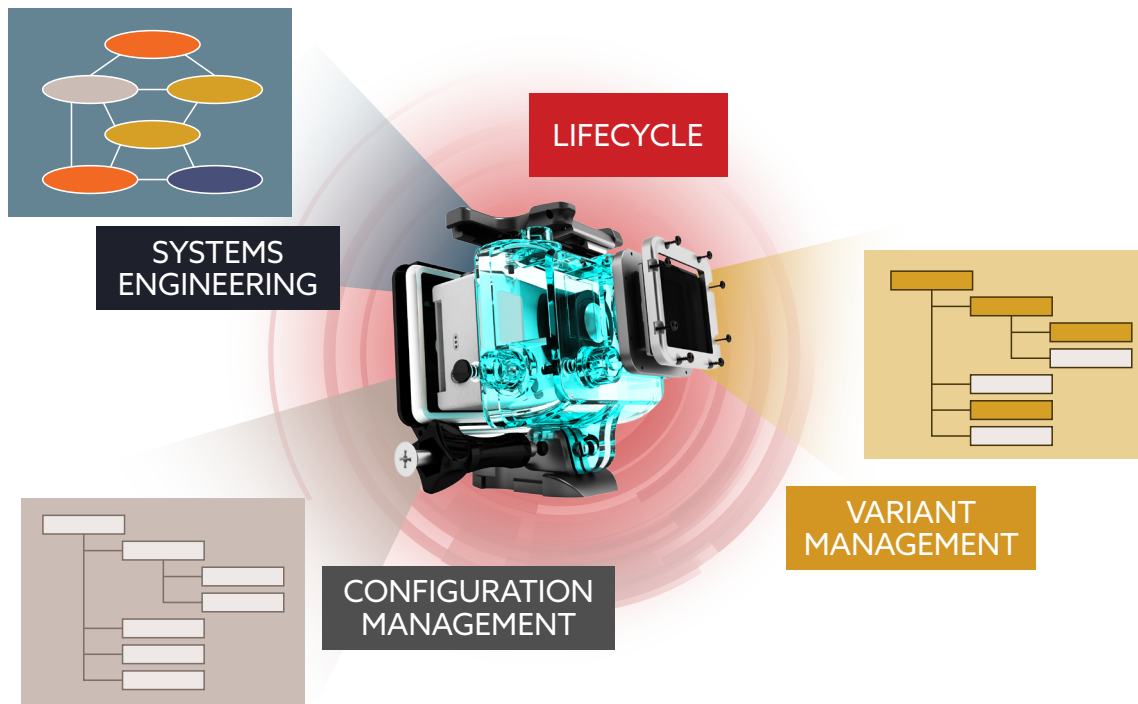 LIFECYCLE
SYSTEMS
ENGINEERING
VARIANT
MANAGEMENT
CONFIGURATION
MANAGEMENT